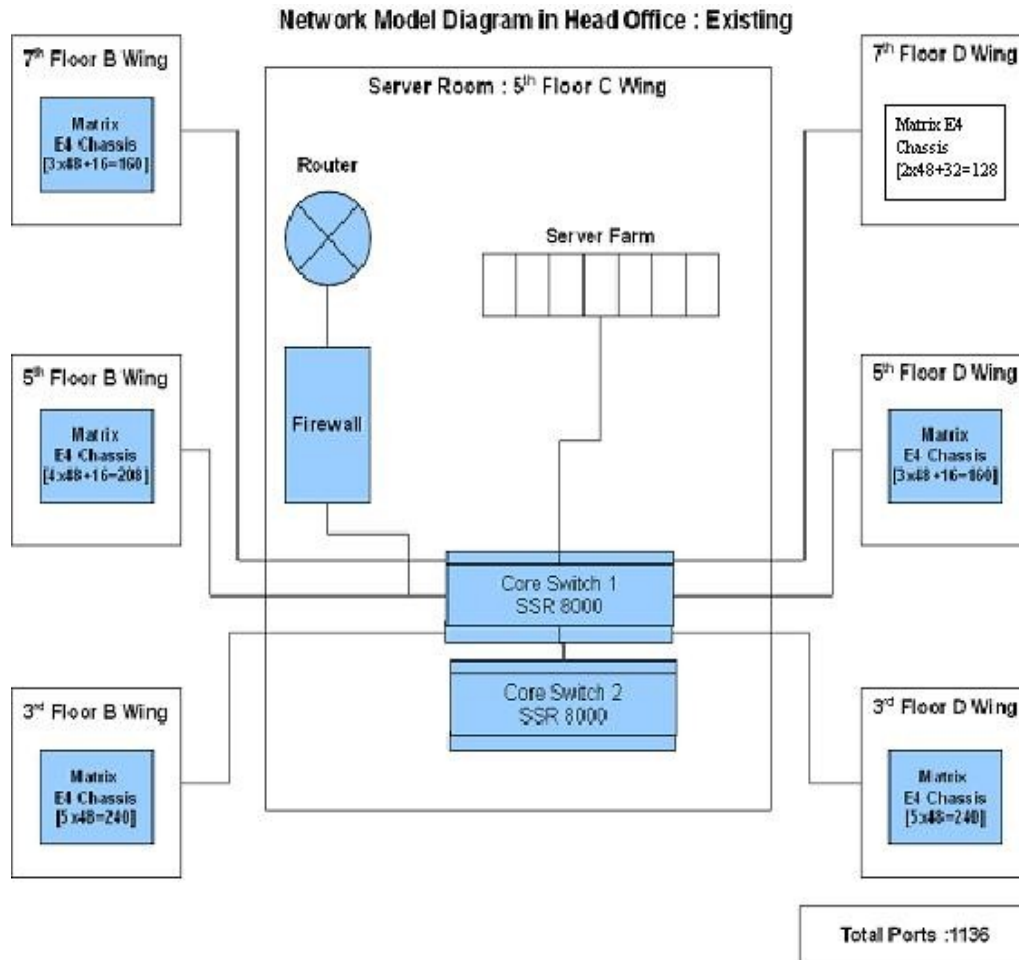 Network Model Diagram in Head Office : Existing
7th Floor B Wing
Matrix
E4 Chassis
[3x48+16=160]
Server Room : 5th Floor C Wing
7th Floor D Wing
Matrix E4
Chassis
[2x48+32=128
Router
Server Farm
5th Floor B Wing
Matrix
E4 Chassis
[4x48+16=208]
Firewall
5th Floor D Wing
Matrix
E4 Chassis
[3x48+16=160]
Core Switch 1
SSR 8000
Core Switch 2
SSR 8000
3rd Floor B Wing
Matrix
E4 Chassis
[5x48=240]
3rd Floor D Wing
Matrix
E4 Chassis
[5x48=240]
Total Ports :1136